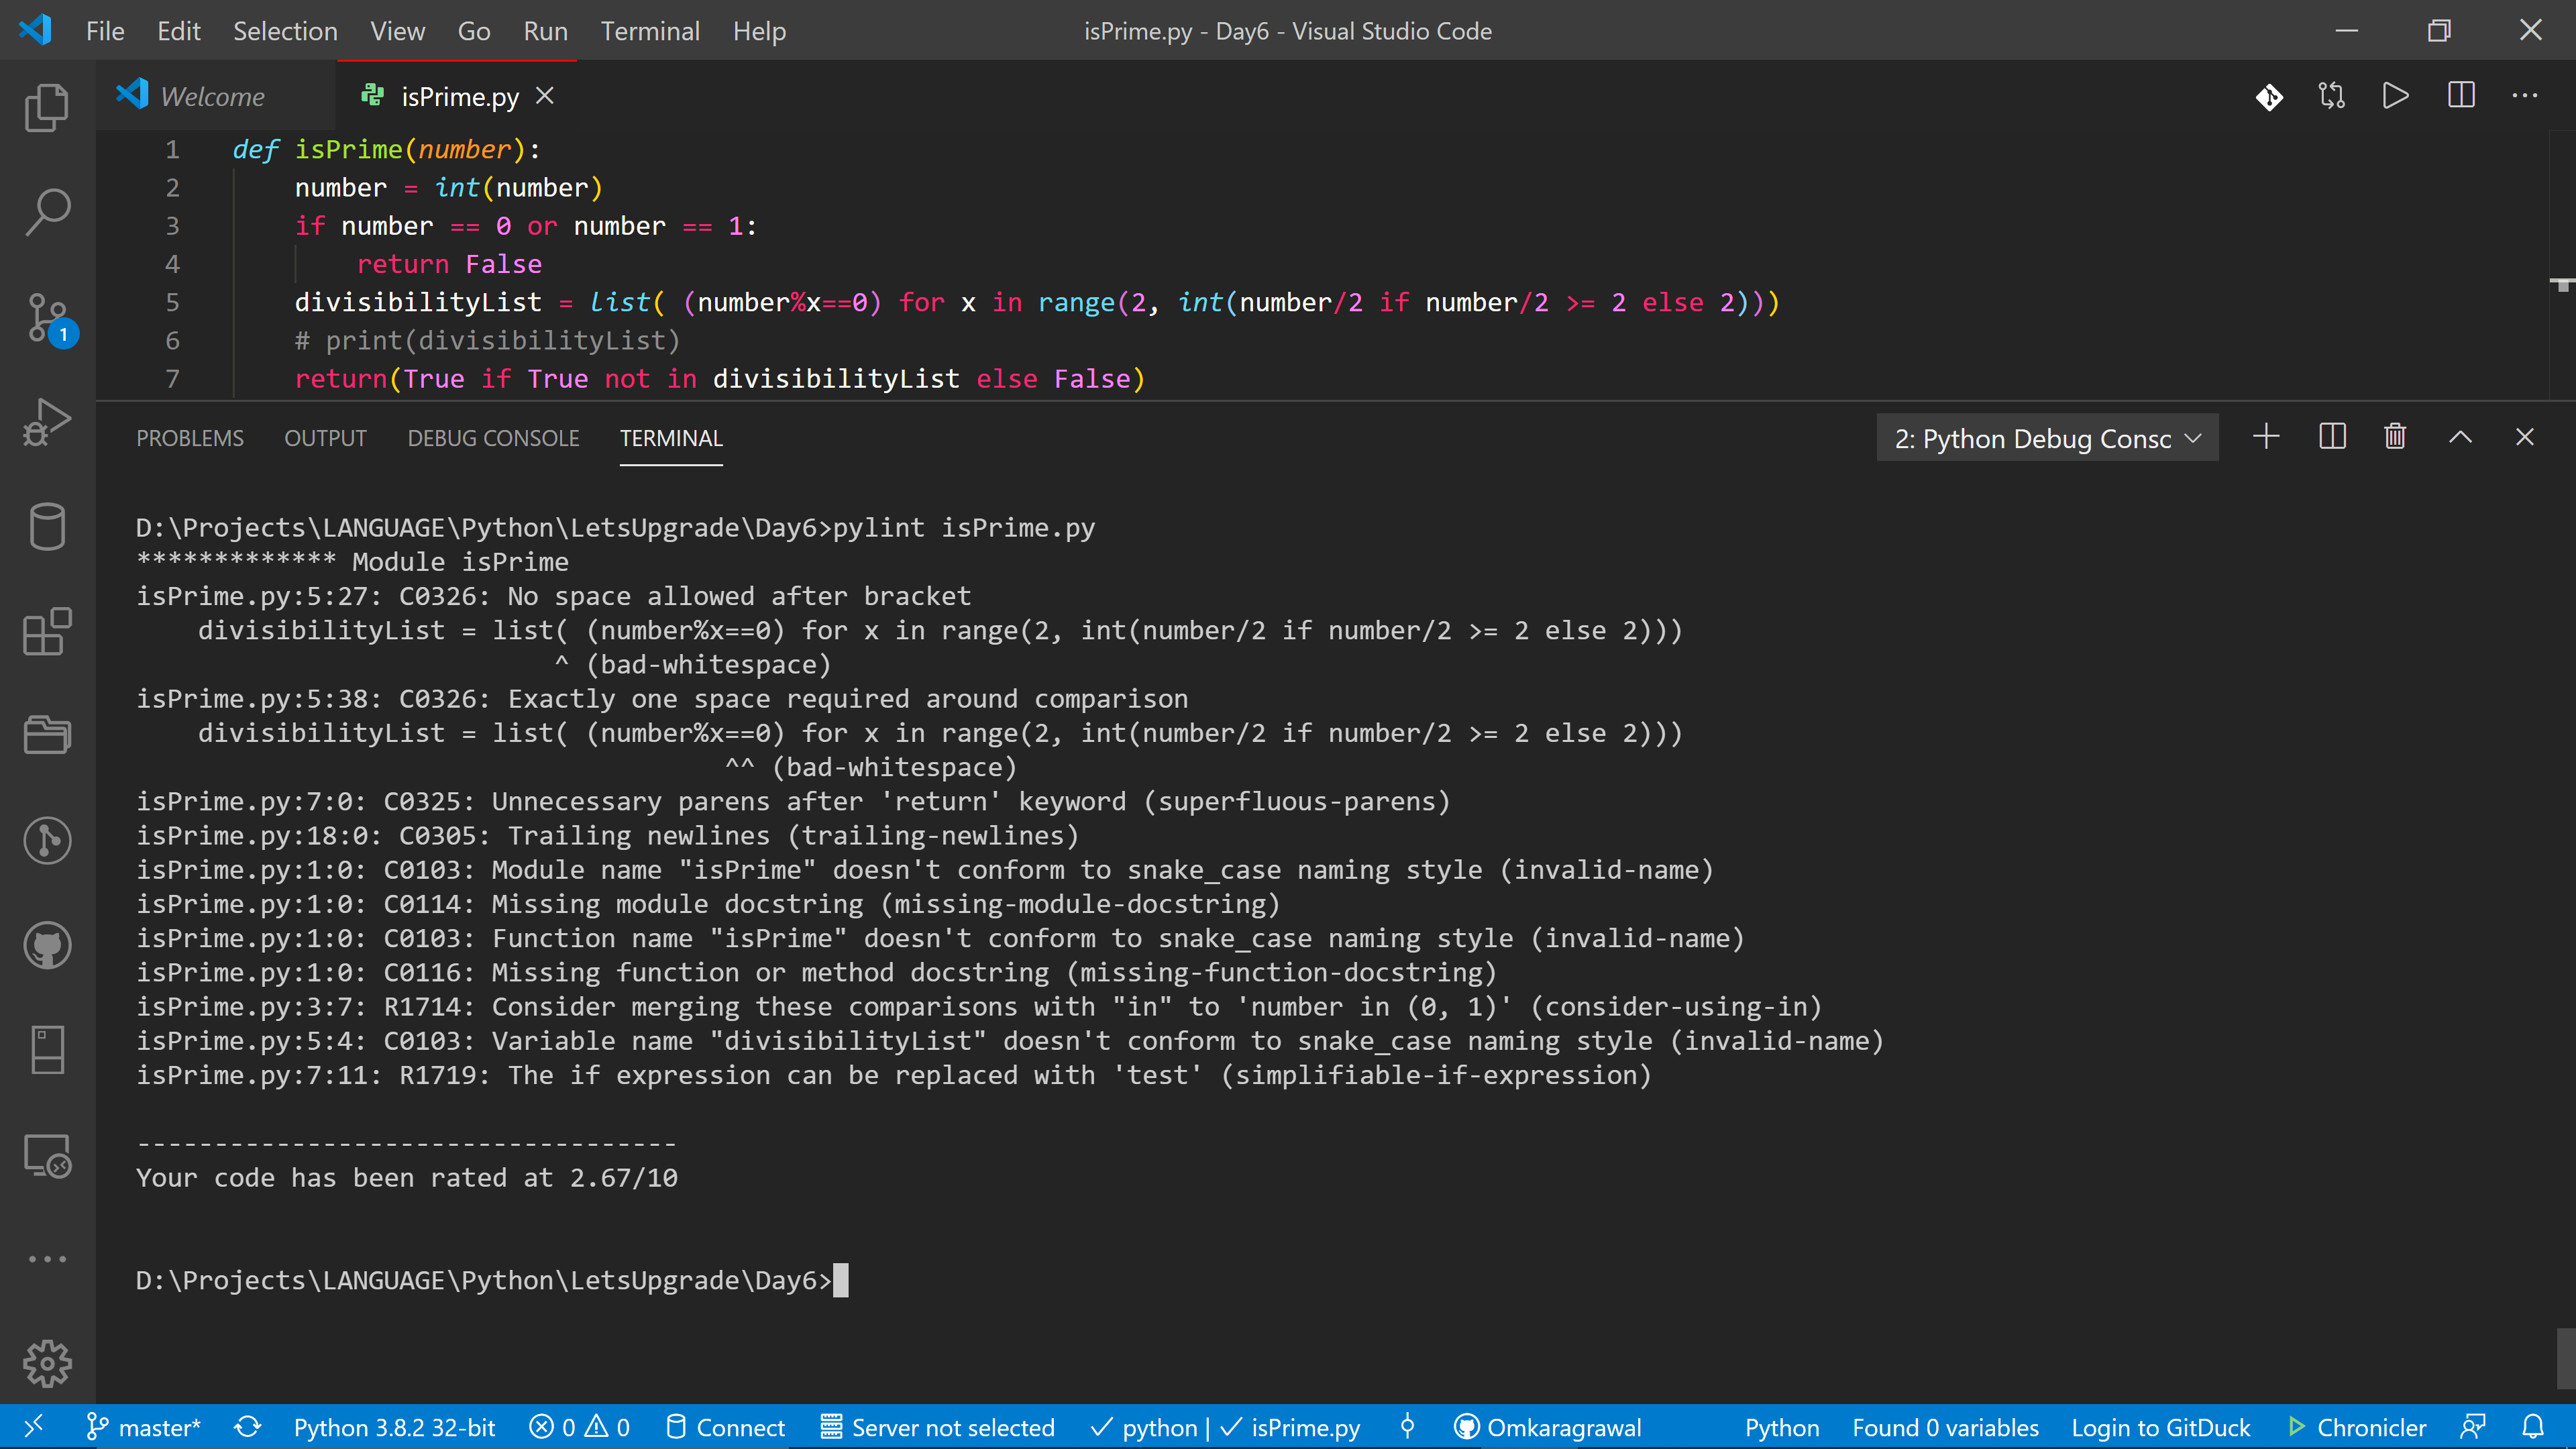 File Edit Selection View Go Run Terminal Help isPrime.py - Day6 - Visual Studio Code
Welcome isPrime.py
1 def isPrime(number):
2     number = int(number)
3     if number == 0 or number == 1:
4         return False
5     divisibilityList = list( (number%x==0) for x in range(2, int(number/2 if number/2 >= 2 else 2)))
6     # print(divisibilityList)
7     return(True if True not in divisibilityList else False)
1
PROBLEMS OUTPUT DEBUG CONSOLE TERMINAL 2: Python Debug Consc
D:\Projects\LANGUAGE\Python\LetsUpgrade\Day6>pylint isPrime.py
************* Module isPrime
isPrime.py:5:27: C0326: No space allowed after bracket
    divisibilityList = list( (number%x==0) for x in range(2, int(number/2 if number/2 >= 2 else 2)))
                           ^ (bad-whitespace)
isPrime.py:5:38: C0326: Exactly one space required around comparison
    divisibilityList = list( (number%x==0) for x in range(2, int(number/2 if number/2 >= 2 else 2)))
                                      ^^ (bad-whitespace)
isPrime.py:7:0: C0325: Unnecessary parens after 'return' keyword (superfluous-parens)
isPrime.py:18:0: C0305: Trailing newlines (trailing-newlines)
isPrime.py:1:0: C0103: Module name "isPrime" doesn't conform to snake_case naming style (invalid-name)
isPrime.py:1:0: C0114: Missing module docstring (missing-module-docstring)
isPrime.py:1:0: C0103: Function name "isPrime" doesn't conform to snake_case naming style (invalid-name)
isPrime.py:1:0: C0116: Missing function or method docstring (missing-function-docstring)
isPrime.py:3:7: R1714: Consider merging these comparisons with "in" to 'number in (0, 1)' (consider-using-in)
isPrime.py:5:4: C0103: Variable name "divisibilityList" doesn't conform to snake_case naming style (invalid-name)
isPrime.py:7:11: R1719: The if expression can be replaced with 'test' (simplifiable-if-expression)
-----------------------------------
Your code has been rated at 2.67/10
D:\Projects\LANGUAGE\Python\LetsUpgrade\Day6>
master* Python 3.8.2 32-bit 0 0 Connect Server not selected python | isPrime.py Omkaragrawal Python Found 0 variables Login to GitDuck Chronicler